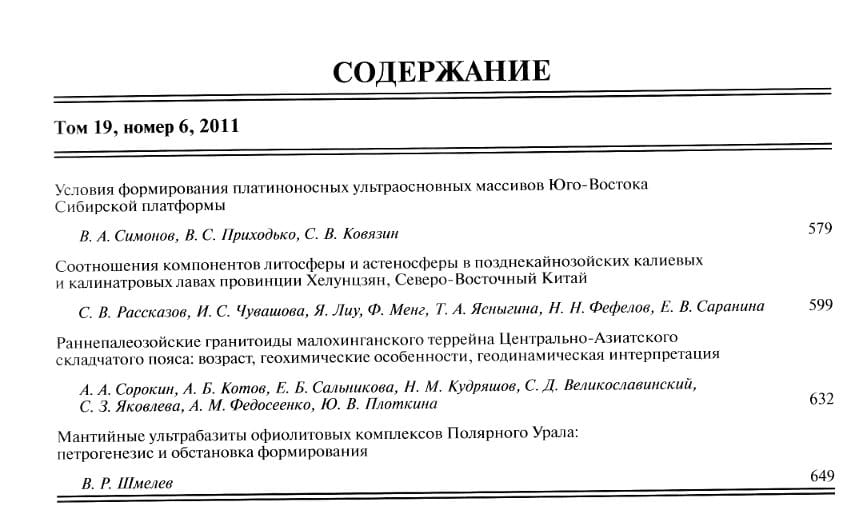 СОДЕРЖАНИЕ
Том 19, номер 6, 2011
Условия формирования платиноносных ультраосновных массивов Юго-Востока
Сибирской платформы
В. А. Симонов, В. С. Приходько, С. В. Ковязин 579
Соотношения компонентов литосферы и астеносферы в позднекайнозойских калиевых
и калинатровых лавах провинции Хелунцзян, Северо-Восточный Китай
С. В. Рассказов, И. С. Чувашова, Я. Лиу, Ф. Менг, Т. А. Ясныгина, Н. Н. Фефелов, Е. В. Саранина 599
Раннепалеозойские гранитоиды малохинганского террейна Центрально-Азиатского
складчатого пояса: возраст, геохимические особенности, геодинамическая интерпретация
А. А. Сорокин, А. Б. Котов, Е. Б. Сальникова, Н. М. Кудряшов, С. Д. Великославинский,
С. З. Яковлева, А. М. Федосеенко, Ю. В. Плоткина 632
Мантийные ультрабазиты офиолитовых комплексов Полярного Урала:
петрогенезис и обстановка формирования
В. Р. Шмелев 649